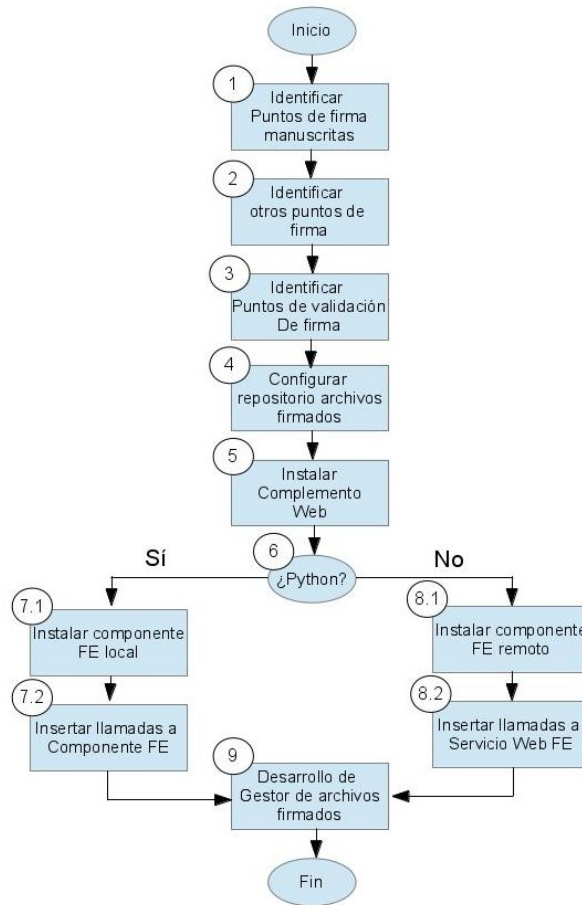 Inicio
1
Identificar
Puntos de firma
manuscritas
2
Identificar
otros puntos de
firma
3
Identificar
Puntos de validación
De firma
4
Configurar
repositorio archivos
firmados
5
Instalar
Complemento
Web
6
¿Python?
Sí
No
7.1
Instalar componente
FE local
8.1
Instalar componente
FE remoto
7.2
Insertar llamadas a
Componente FE
8.2
Insertar llamadas a
Servicio Web FE
9
Desarrollo de
Gestor de archivos
firmados
Fin